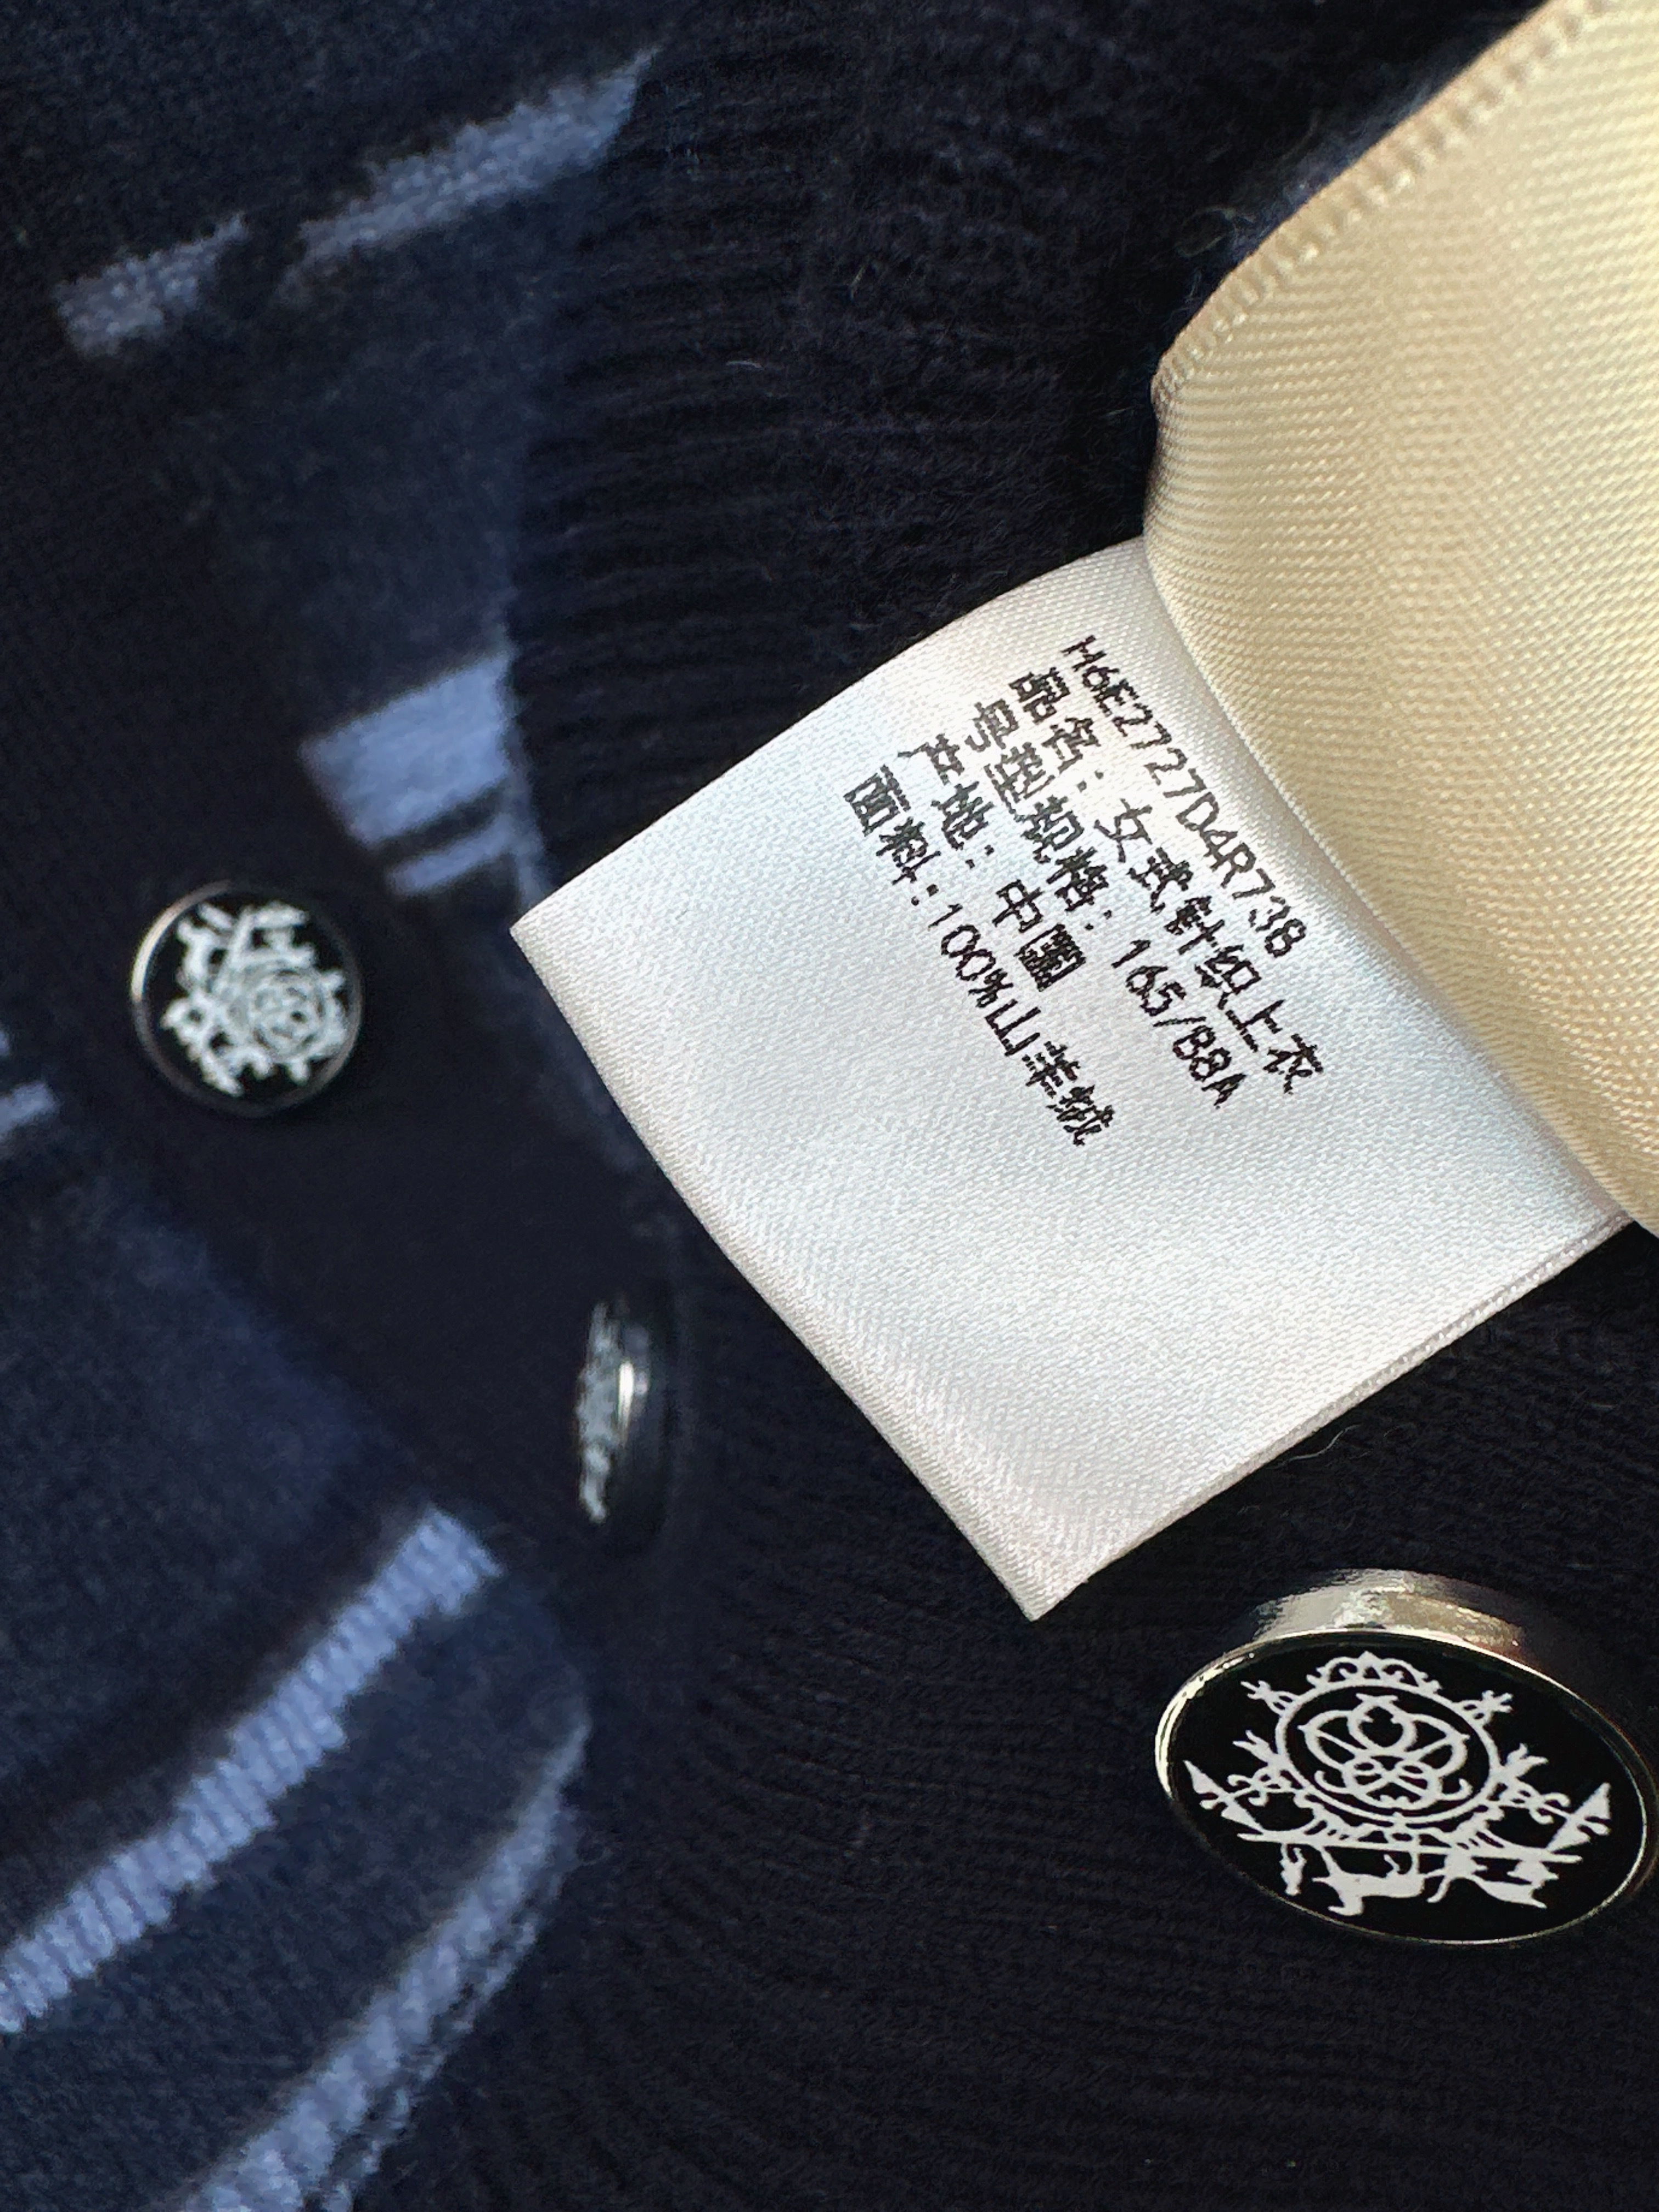 M6E2727D4R738
品名：女式针织上衣
号型规格：165/88A
产地：中国
面料：100%山羊绒